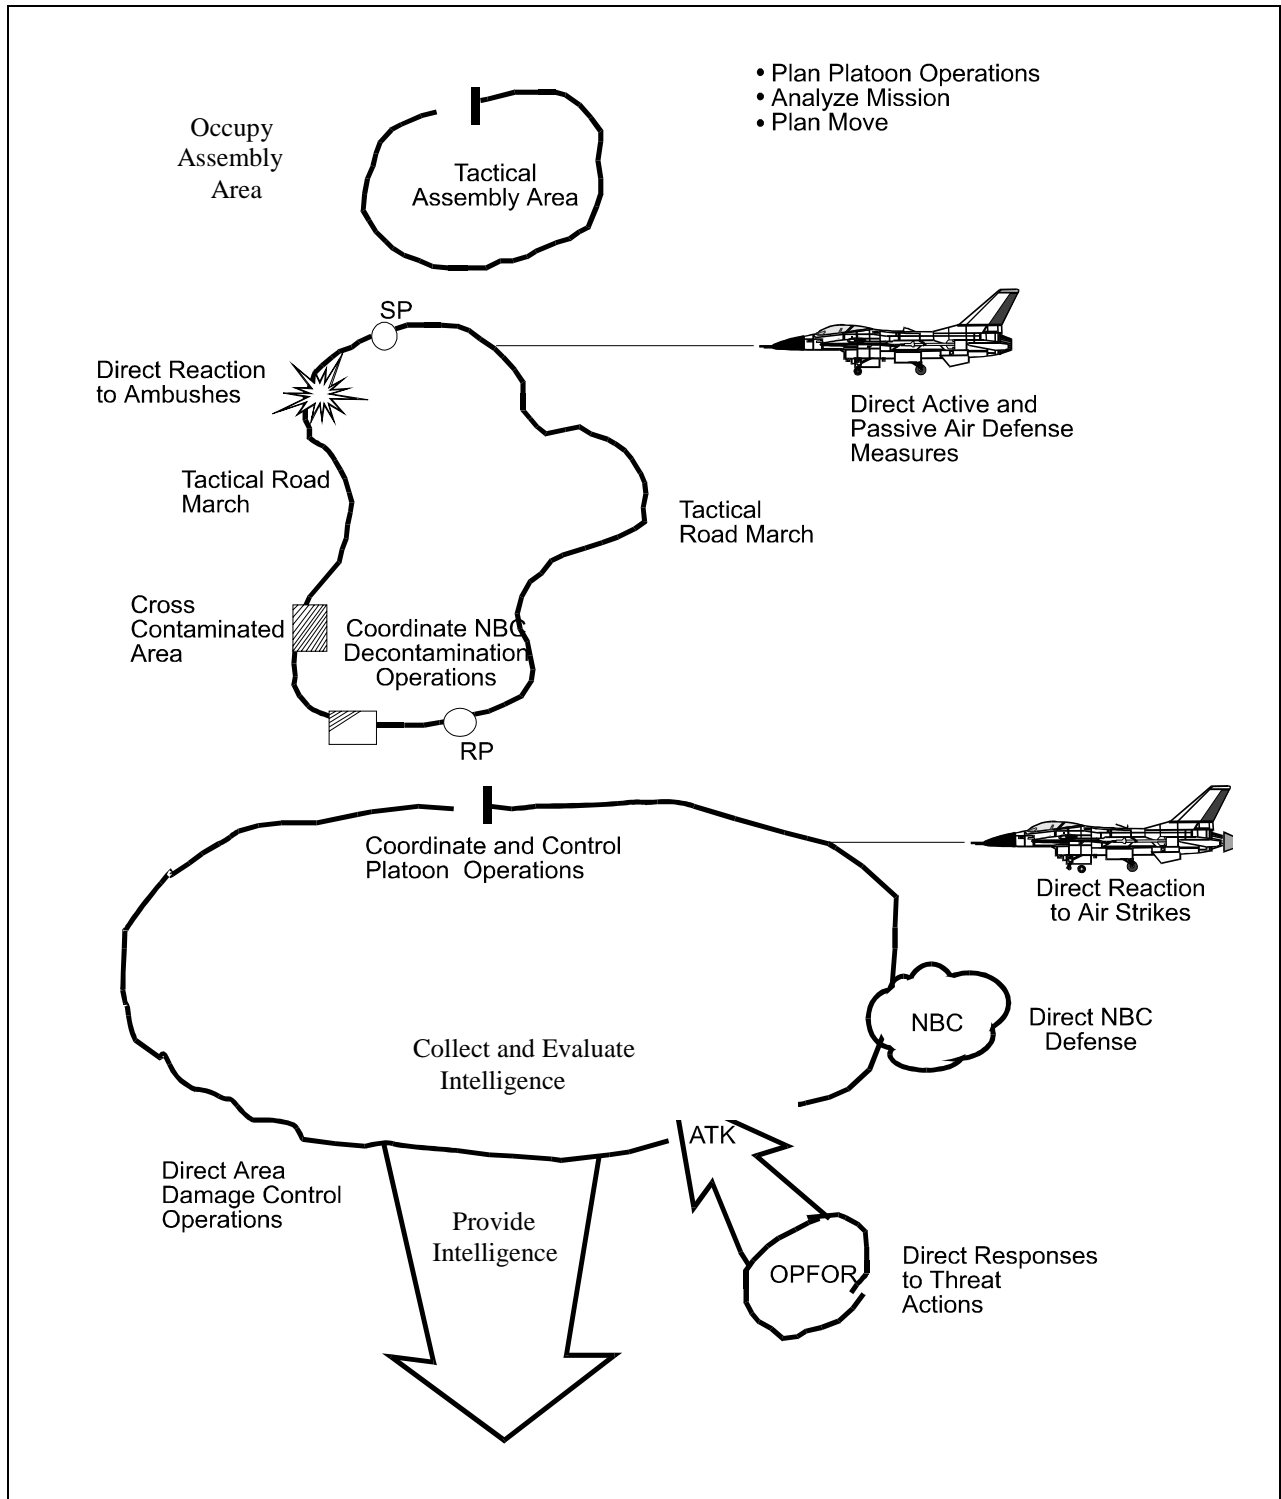 • Plan Platoon Operations
• Analyze Mission
• Plan Move
Occupy
Assembly
Area
Tactical
Assembly Area
SP
Direct Reaction
to Ambushes
Direct Active and
Passive Air Defense
Measures
Tactical Road
March
Tactical
Road March
Cross
Contaminated
Area
Coordinate NBC
Decontamination
Operations
RP
Coordinate and Control
Platoon Operations
Direct Reaction
to Air Strikes
NBC
Direct NBC
Defense
Collect and Evaluate
Intelligence
ATK
Direct Area
Damage Control
Operations
Provide
Intelligence
OPFOR
Direct Responses
to Threat
Actions